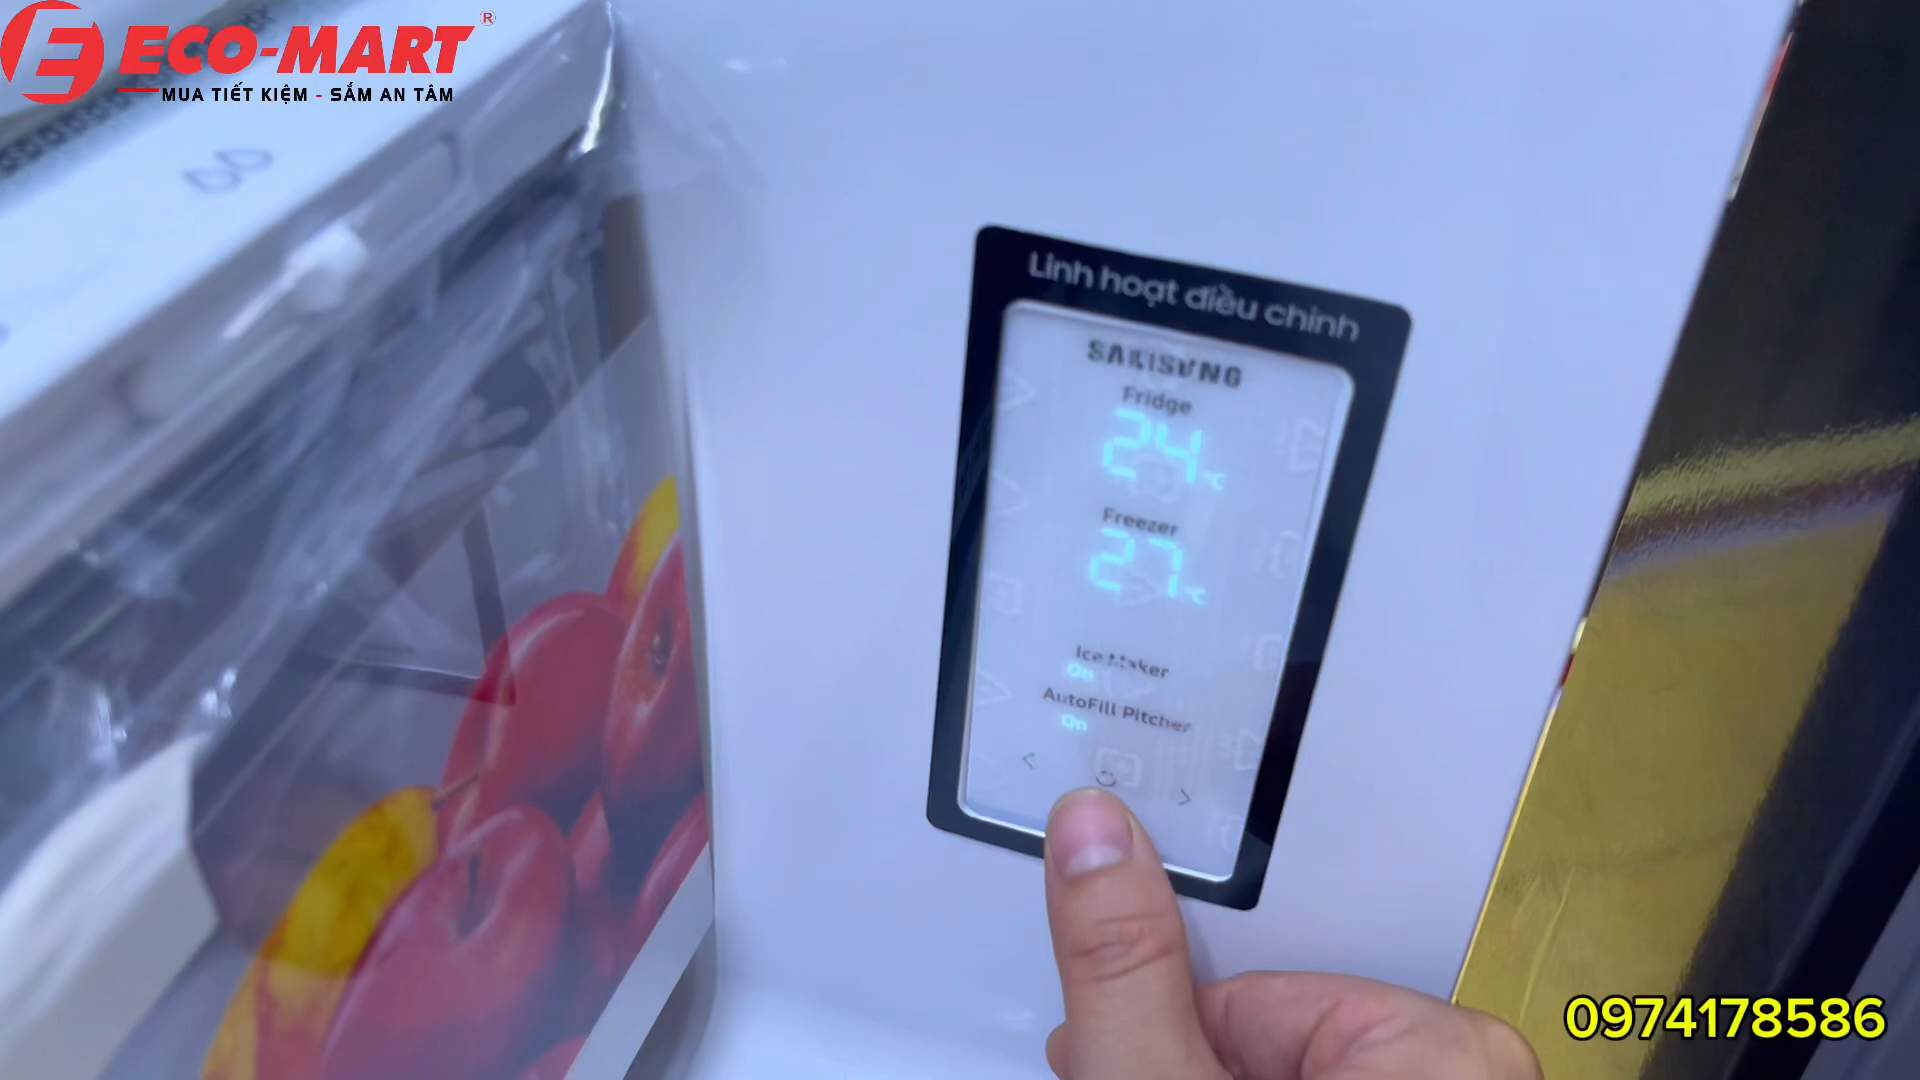 ECO-MART®
MUA TIẾT KIỆM - SẮM AN TÂM
Linh hoạt điều chỉnh
SAMSUNG
Fridge
24°C
Freezer
27°C
Ice Maker
On
AutoFill Pitcher
On
< >
0974178586